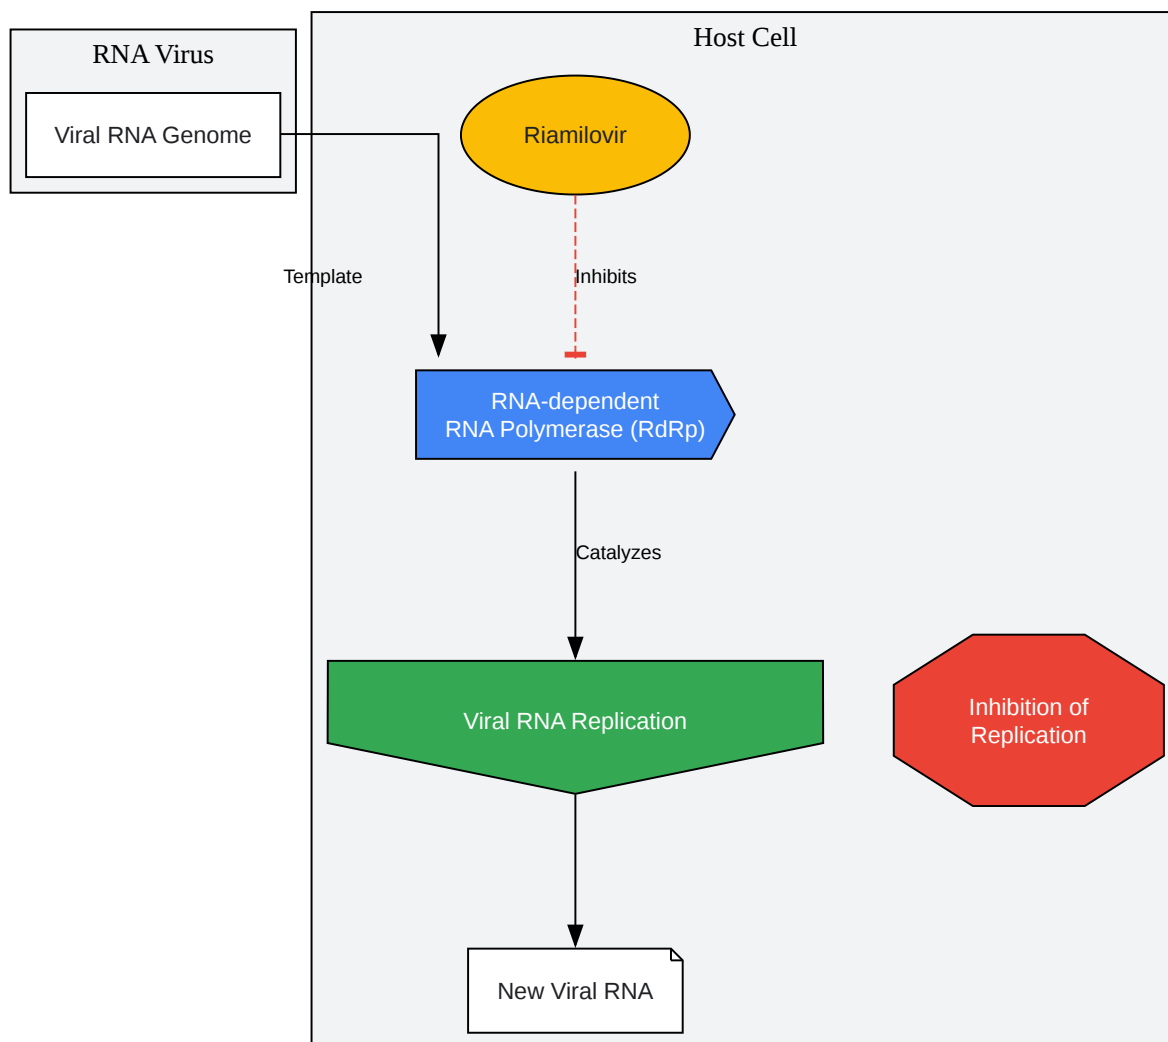 RNA Virus
Host Cell
Viral RNA Genome
Riamilovir
Template
Inhibits
RNA-dependent
RNA Polymerase (RdRp)
Catalyzes
Viral RNA Replication
Inhibition of
Replication
New Viral RNA